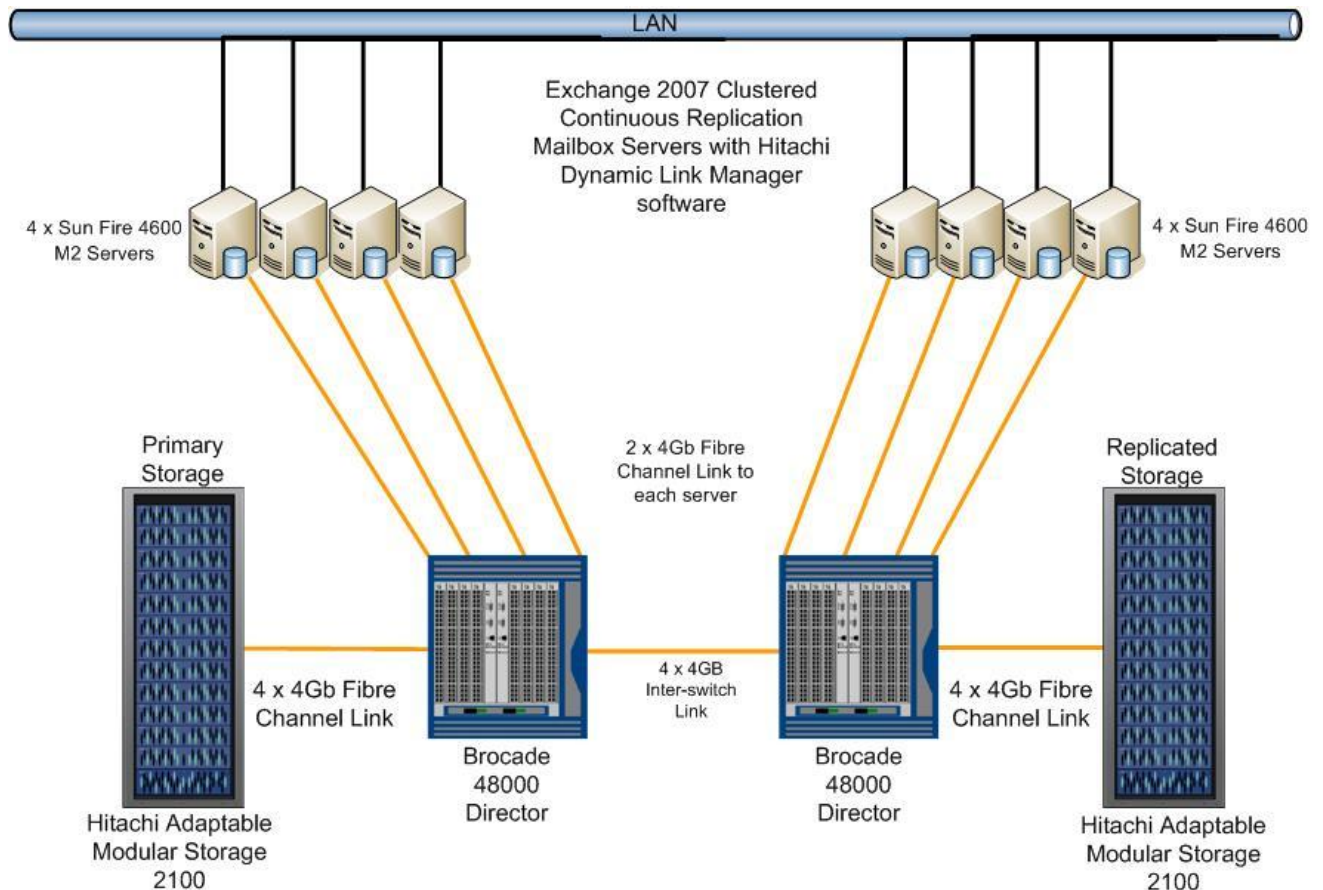 LAN
Exchange 2007 Clustered
Continuous Replication
Mailbox Servers with Hitachi
Dynamic Link Manager
software
4 x Sun Fire 4600
M2 Servers
4 x Sun Fire 4600
M2 Servers
2 x 4Gb Fibre
Channel Link to
each server
Primary
Storage
Replicated
Storage
4 x 4Gb Fibre
Channel Link
4 x 4GB
Inter-switch
Link
4 x 4Gb Fibre
Channel Link
Brocade
48000
Director
Brocade
48000
Director
Hitachi Adaptable
Modular Storage
2100
Hitachi Adaptable
Modular Storage
2100